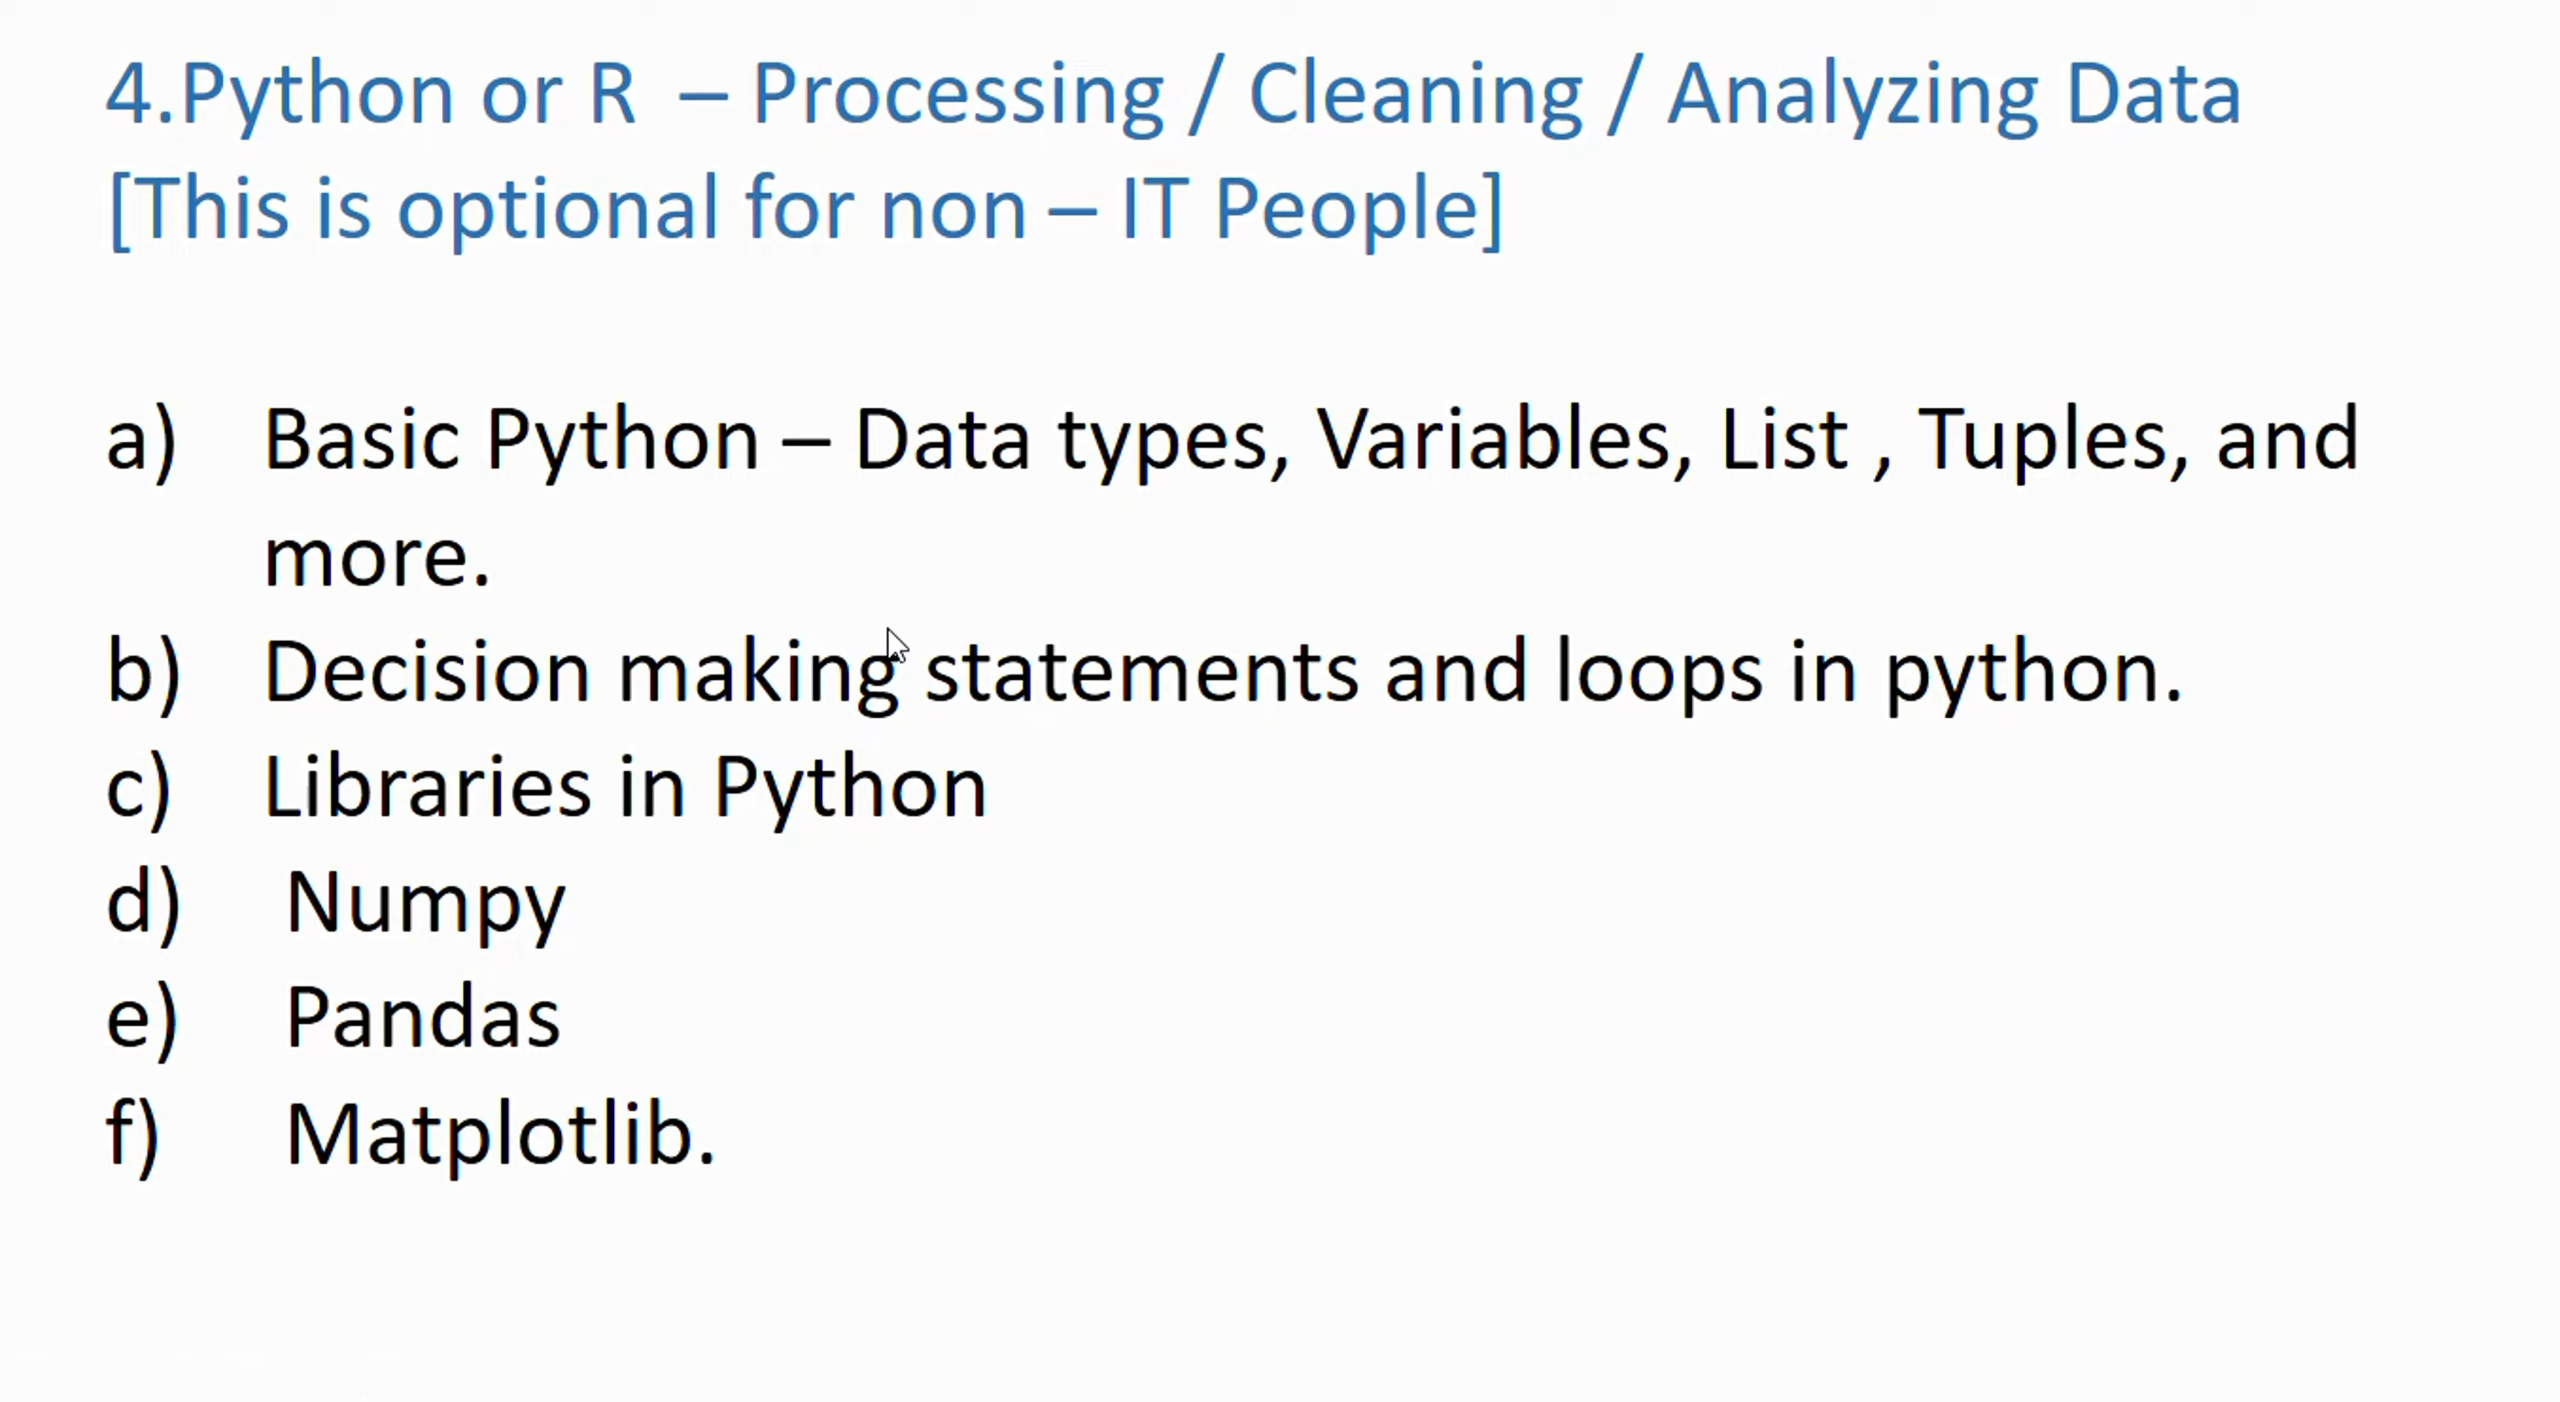 4.Python or R – Processing / Cleaning / Analyzing Data
[This is optional for non – IT People]
a) Basic Python – Data types, Variables, List , Tuples, and
more.
b) Decision making statements and loops in python.
c) Libraries in Python
d) Numpy
e) Pandas
f) Matplotlib.